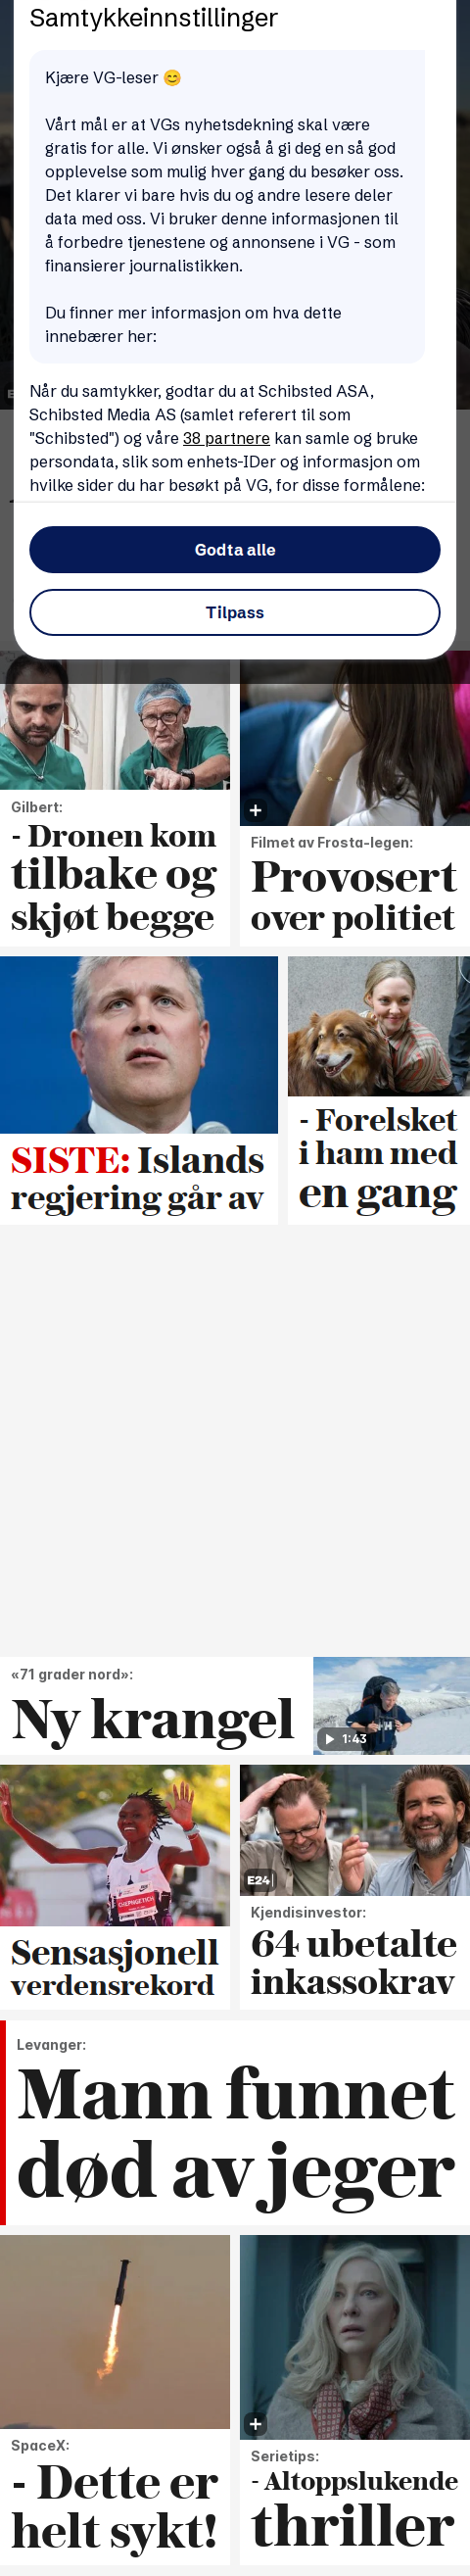 Samtykkeinnstillinger
Kjære VG-leser 😊
Vårt mål er at VGs nyhetsdekning skal være
gratis for alle. Vi ønsker også å gi deg en så god
opplevelse som mulig hver gang du besøker oss.
Det klarer vi bare hvis du og andre lesere deler
data med oss. Vi bruker denne informasjonen til
å forbedre tjenestene og annonsene i VG - som
finansierer journalistikken.
Du finner mer informasjon om hva dette
innebærer her:
Når du samtykker, godtar du at Schibsted ASA,
Schibsted Media AS (samlet referert til som
"Schibsted") og våre 38 partnere kan samle og bruke
persondata, slik som enhets-IDer og informasjon om
hvilke sider du har besøkt på VG, for disse formålene:
Godta alle
Tilpass
Gilbert:
- Dronen kom
tilbake og
skjøt begge
Filmet av Frosta-legen:
Provosert
over politiet
SISTE: Islands
regjering går av
- Forelsket
i ham med
en gang
«71 grader nord»:
Ny krangel
1:43
CHEPNGETICH
Sensasjonell
verdensrekord
E24
Kjendisinvestor:
64 ubetalte
inkassokrav
Levanger:
Mann funnet
død av jeger
SpaceX:
- Dette er
helt sykt!
Serietips:
- Altoppslukende
thriller